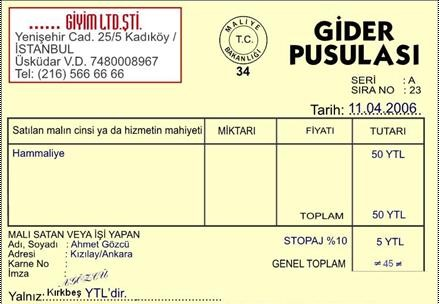 ...... GİYİM LTD.ŞTİ.
Yenişehir Cad. 25/5 Kadıköy /
İSTANBUL
Üsküdar V.D. 7480008967
Tel: (216) 566 66 66
MALİYE
T.C.
BAKANLIĞI
34
GİDER
PUSULASI
SERİ : A
SIRA NO : 23
Tarih: 11.04.2006
Satılan malın cinsi ya da hizmetin mahiyeti MİKTARI FİYATI TUTARI
Hammaliye 50 YTL
TOPLAM 50 YTL
MALI SATAN VEYA İŞİ YAPAN
Adı, Soyadı : Ahmet Gözcü
Adresi : Kızılay/Ankara
Karne No :
İmza : AGÖZCÜ
STOPAJ %10 5 YTL
GENEL TOPLAM ≠ 45 ≠
Yalnız: Kırkbeş YTL'dir.